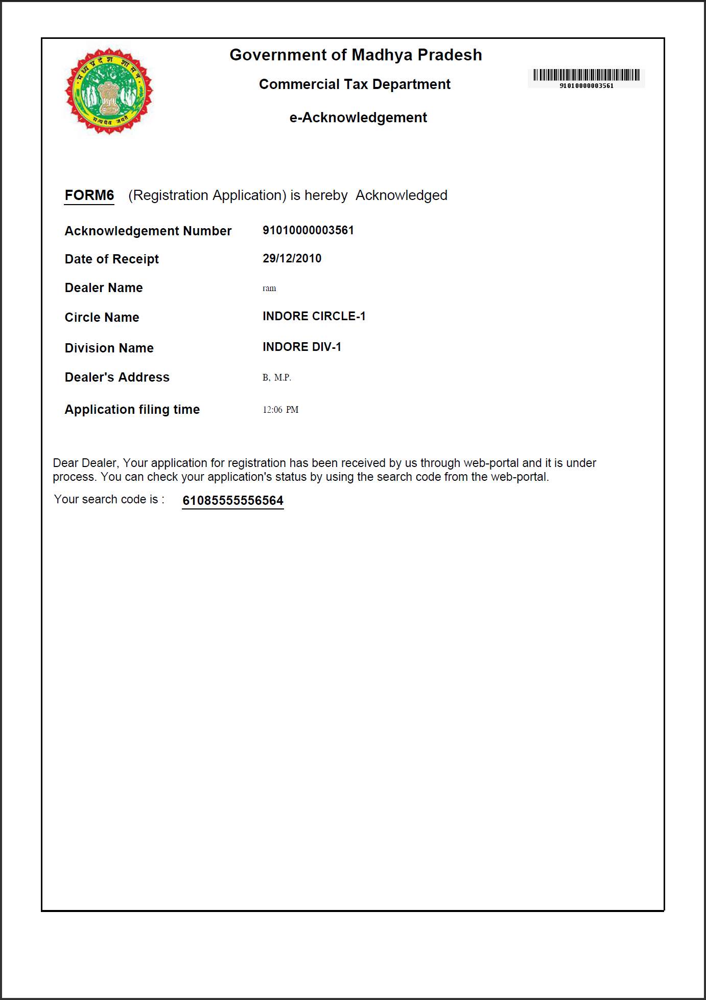 मध्यप्रदेश शासन
सत्यमेव जयते
Government of Madhya Pradesh
Commercial Tax Department
91010000003561
e-Acknowledgement
FORM6 (Registration Application) is hereby Acknowledged
Acknowledgement Number 91010000003561
Date of Receipt 29/12/2010
Dealer Name ram
Circle Name INDORE CIRCLE-1
Division Name INDORE DIV-1
Dealer's Address B, M.P.
Application filing time 12:06 PM
Dear Dealer, Your application for registration has been received by us through web-portal and it is under
process. You can check your application's status by using the search code from the web-portal.
Your search code is : 61085555556564